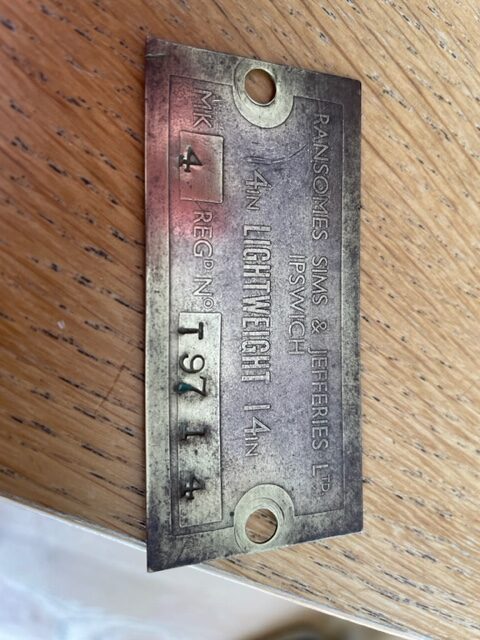 RANSOMES SIMS & JEFFERIES LTD
IPSWICH
14IN LIGHTWEIGHT 14IN
MK 4 REGD NO T9714